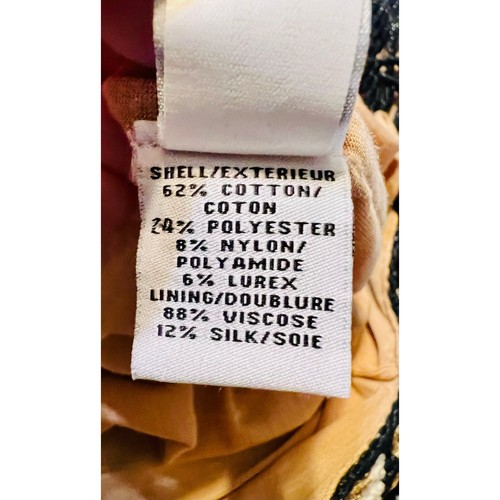 SHELL/EXTERIEUR
62% COTTON/
COTON
24% POLYESTER
8% NYLON/
POLYAMIDE
6% LUREX
LINING/DOUBLURE
88% VISCOSE
12% SILK/SOIE